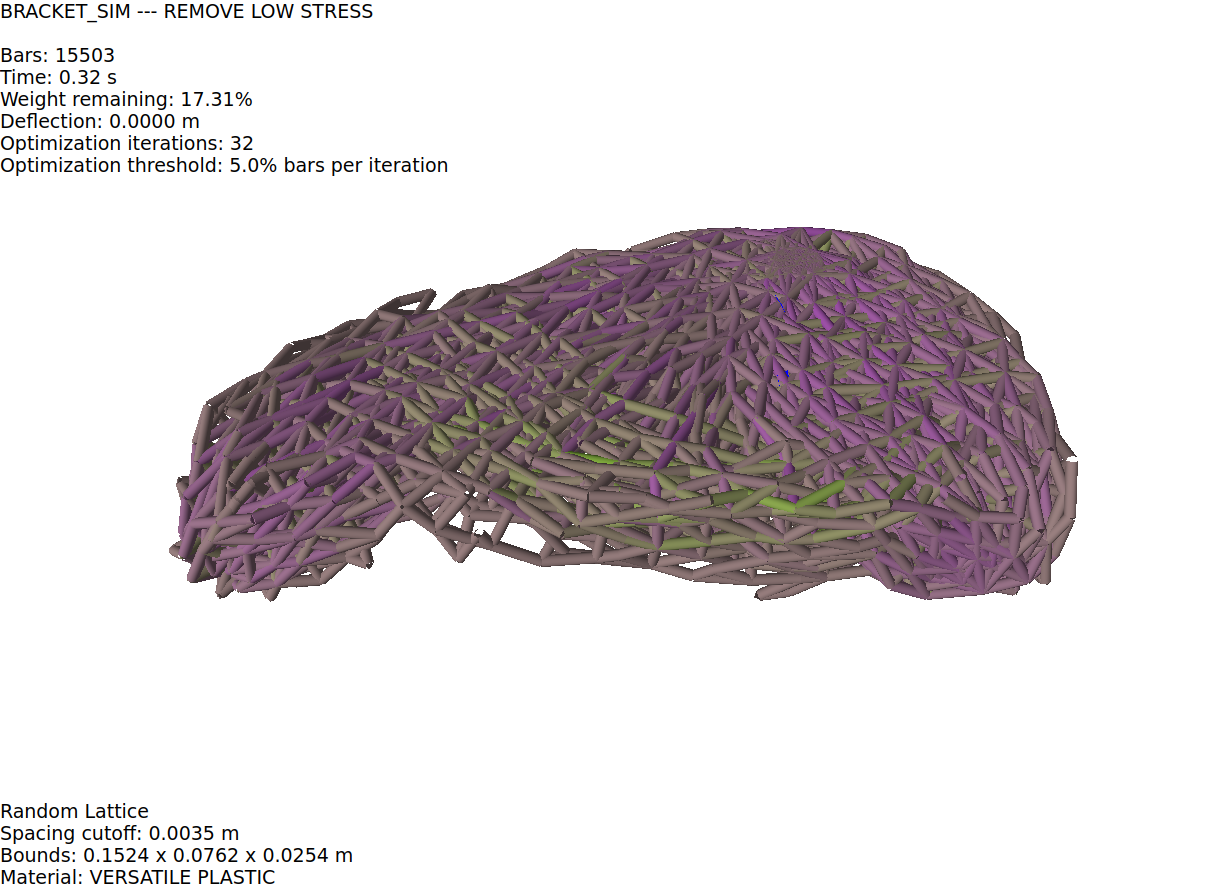 BRACKET_SIM --- REMOVE LOW STRESS
Bars: 15503
Time: 0.32 s
Weight remaining: 17.31%
Deflection: 0.0000 m
Optimization iterations: 32
Optimization threshold: 5.0% bars per iteration
Random Lattice
Spacing cutoff: 0.0035 m
Bounds: 0.1524 x 0.0762 x 0.0254 m
Material: VERSATILE PLASTIC